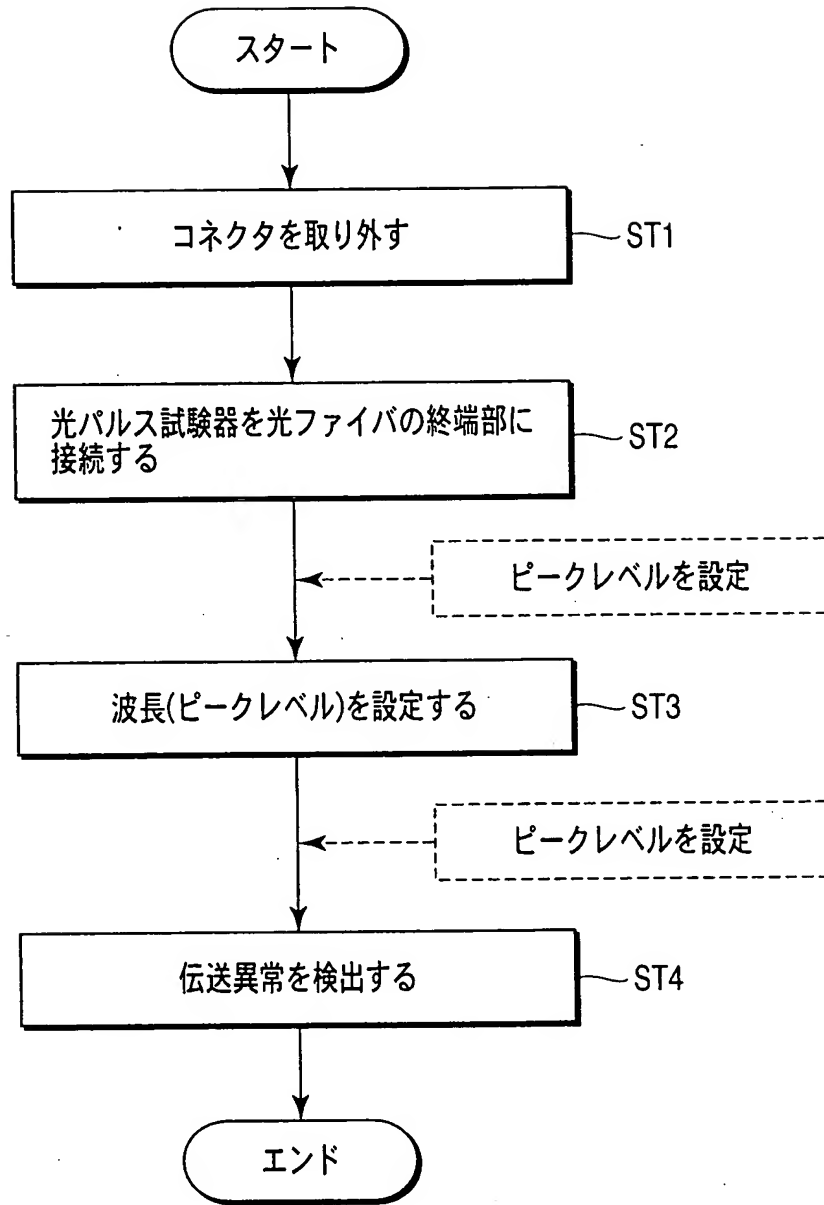 スタート
コネクタを取り外す
ST1
光パルス試験器を光ファイバの終端部に
接続する
ST2
ピークレベルを設定
波長(ピークレベル)を設定する
ST3
ピークレベルを設定
伝送異常を検出する
ST4
エンド